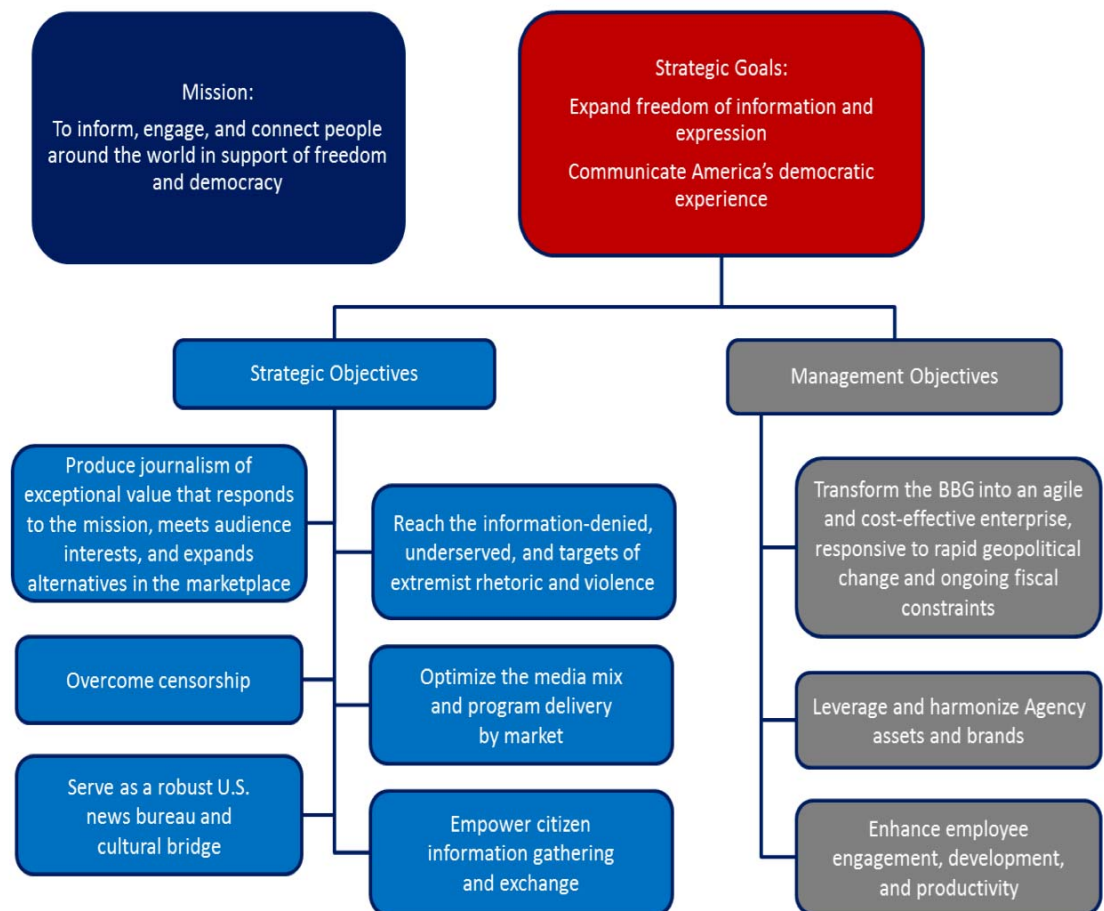 Mission:
To inform, engage, and connect people
around the world in support of freedom
and democracy
Strategic Goals:
Expand freedom of information and
expression
Communicate America’s democratic
experience
Strategic Objectives
Management Objectives
Produce journalism of
exceptional value that responds
to the mission, meets audience
interests, and expands
alternatives in the marketplace
Reach the information-denied,
underserved, and targets of
extremist rhetoric and violence
Overcome censorship
Optimize the media mix
and program delivery
by market
Serve as a robust U.S.
news bureau and
cultural bridge
Empower citizen
information gathering
and exchange
Transform the BBG into an agile
and cost-effective enterprise,
responsive to rapid geopolitical
change and ongoing fiscal
constraints
Leverage and harmonize Agency
assets and brands
Enhance employee
engagement, development,
and productivity